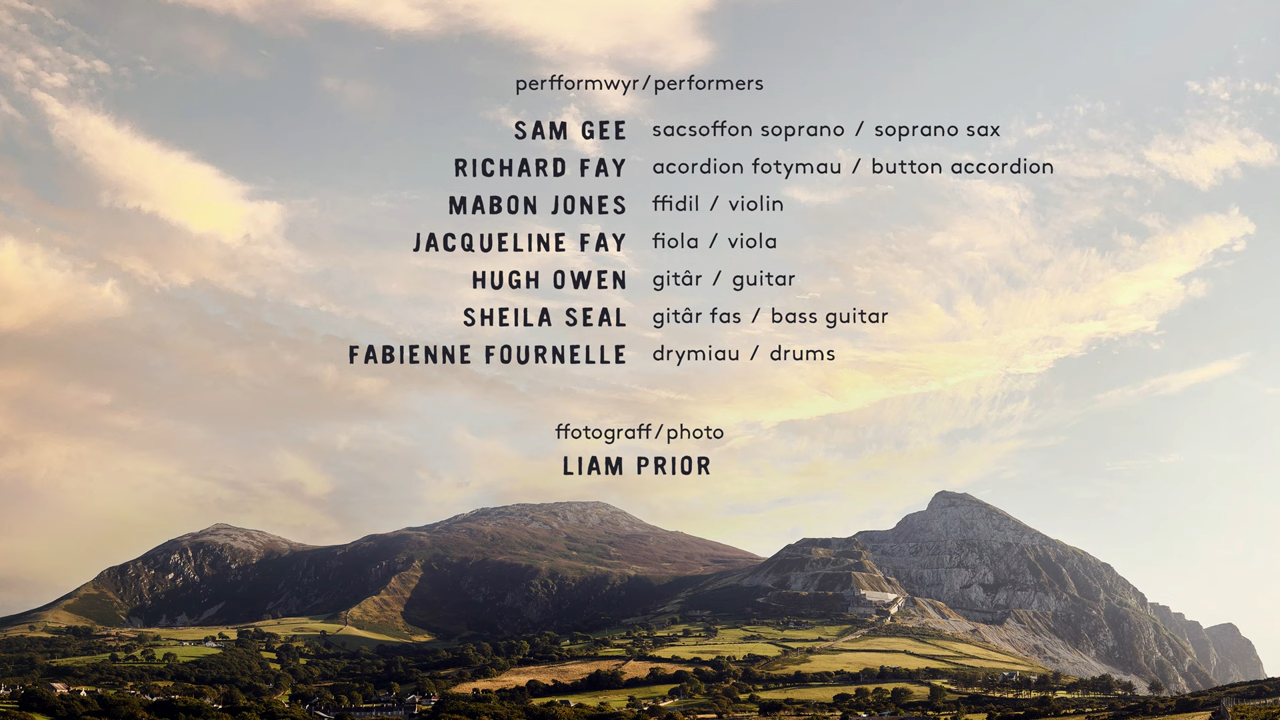 perfformwyr/performers
SAM GEE sacsoffon soprano / soprano sax
RICHARD FAY acordion fotymau / button accordion
MABON JONES ffidil / violin
JACQUELINE FAY fiola / viola
HUGH OWEN gitâr / guitar
SHEILA SEAL gitâr fas / bass guitar
FABIENNE FOURNELLE drymiau / drums
ffotograff/photo
LIAM PRIOR